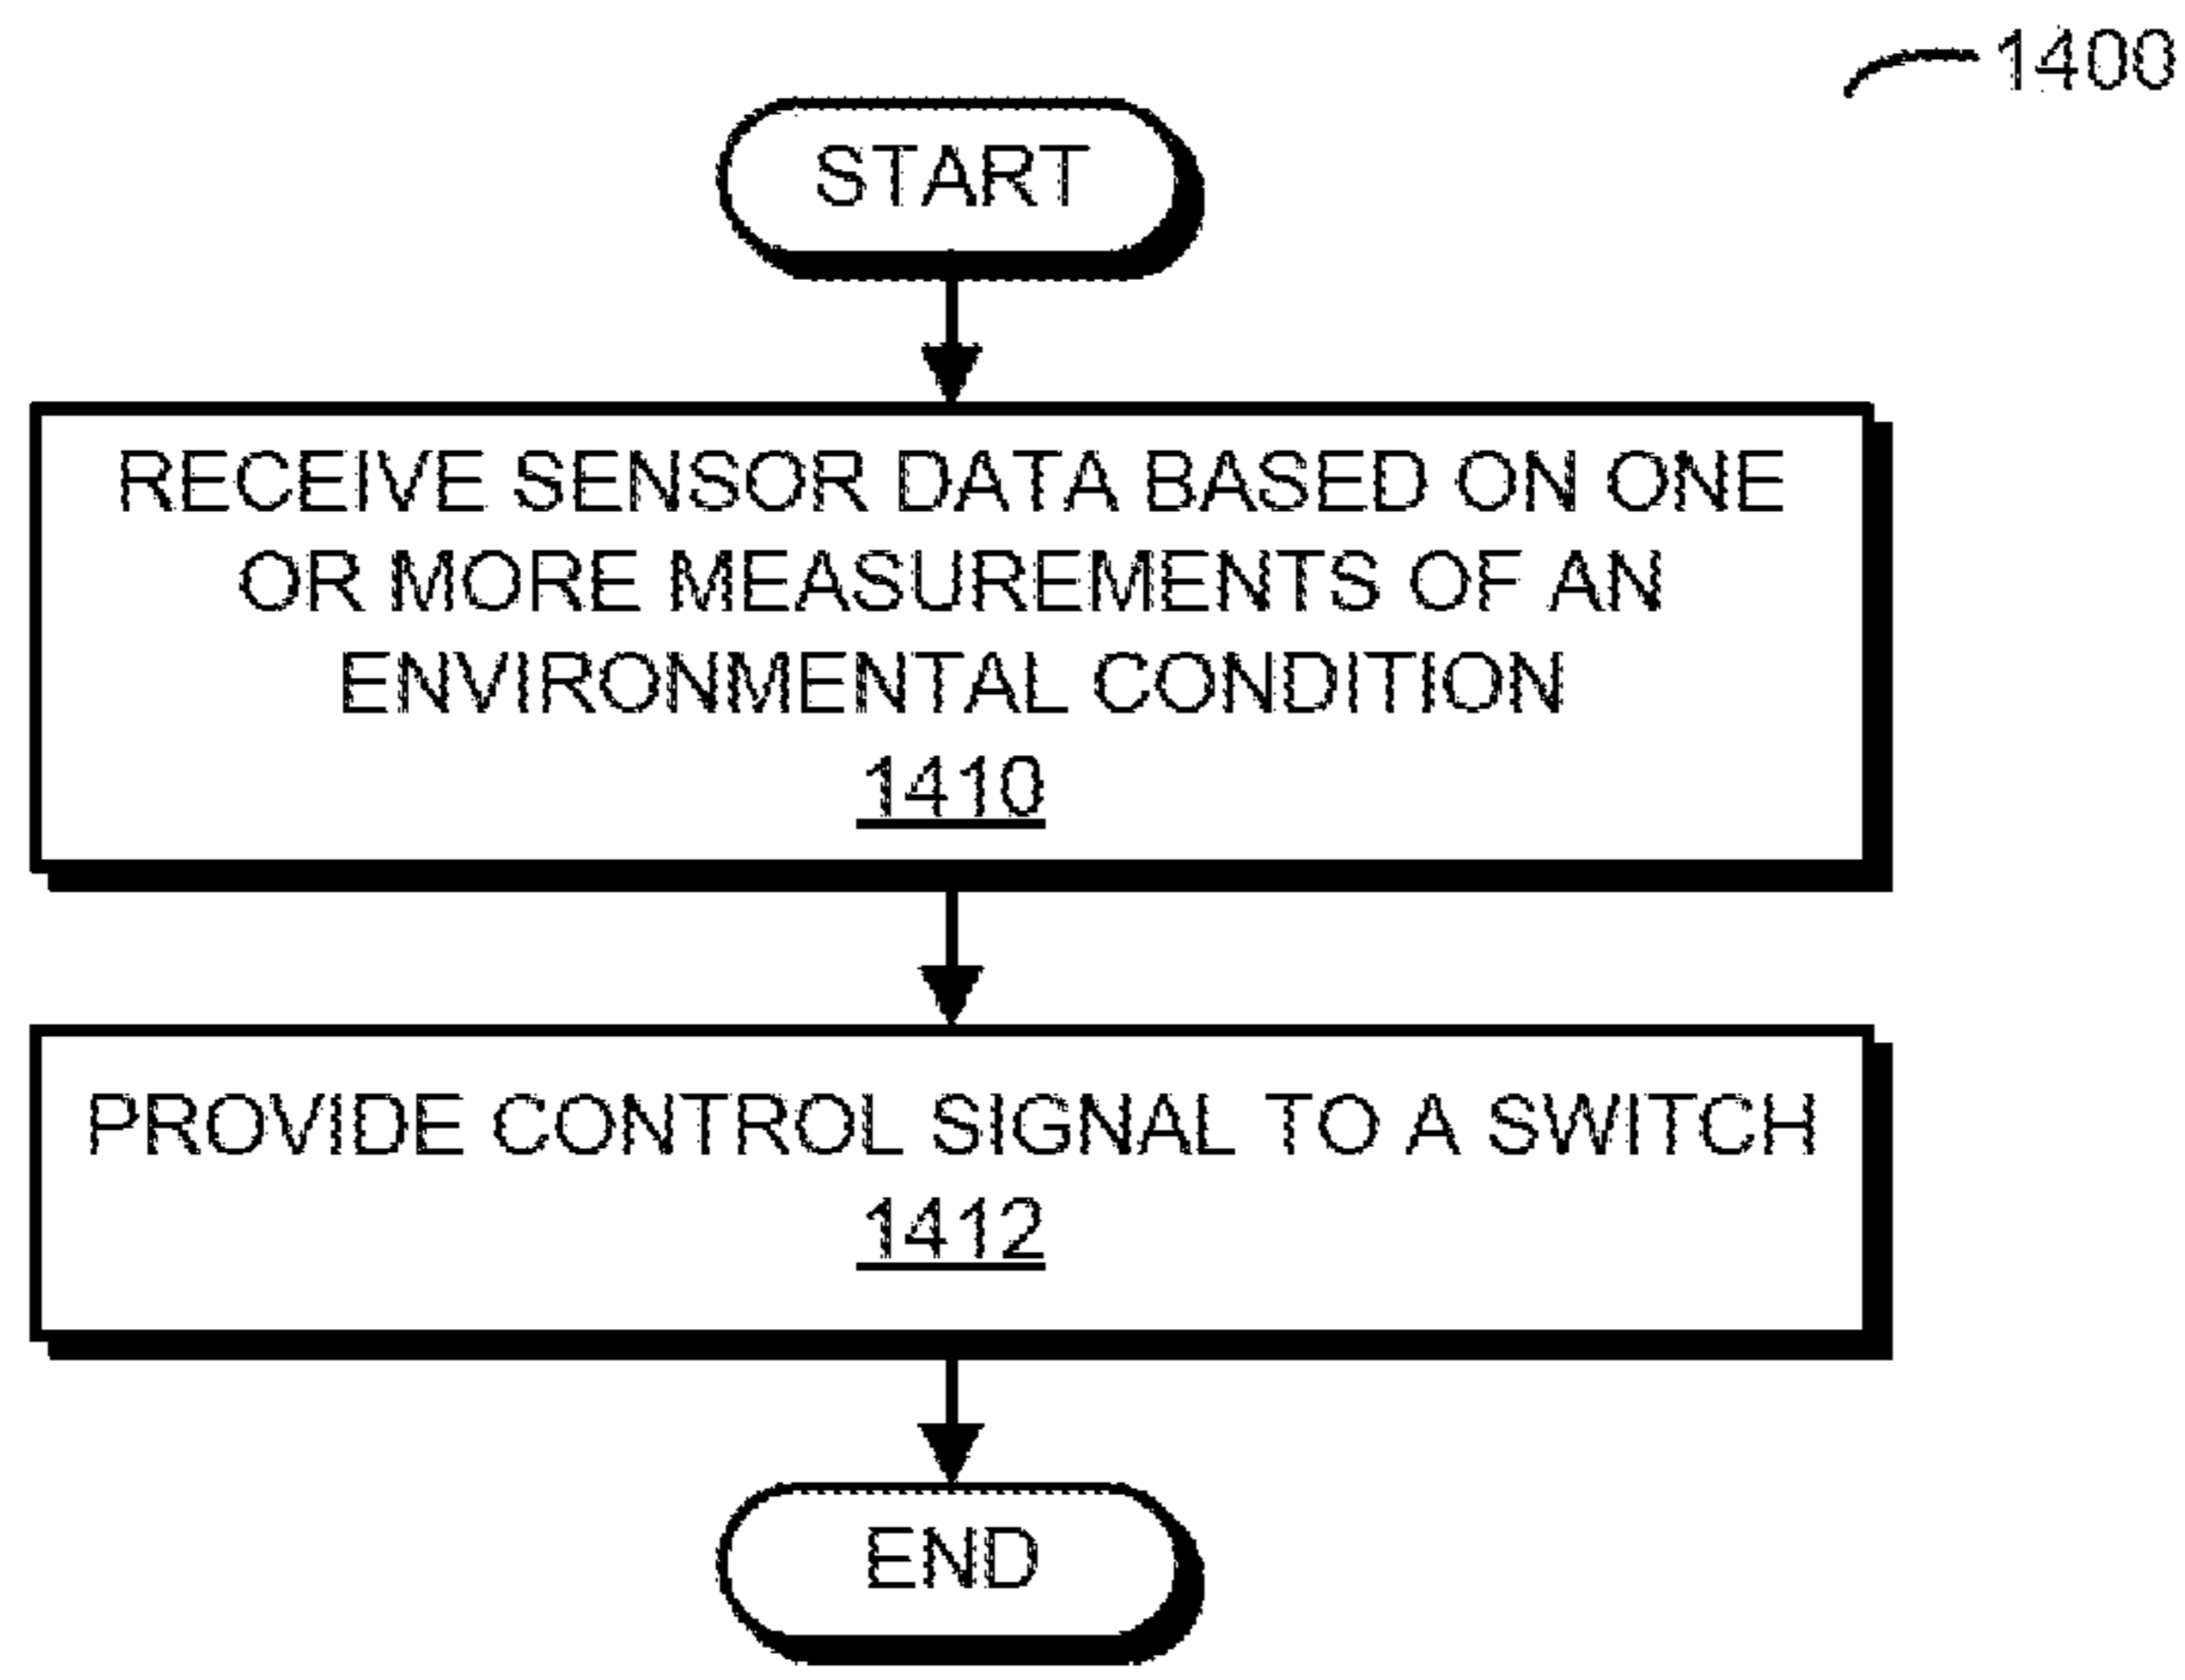 1400
START
RECEIVE SENSOR DATA BASED ON ONE
OR MORE MEASUREMENTS OF AN
ENVIRONMENTAL CONDITION
1410
PROVIDE CONTROL SIGNAL TO A SWITCH
1412
END